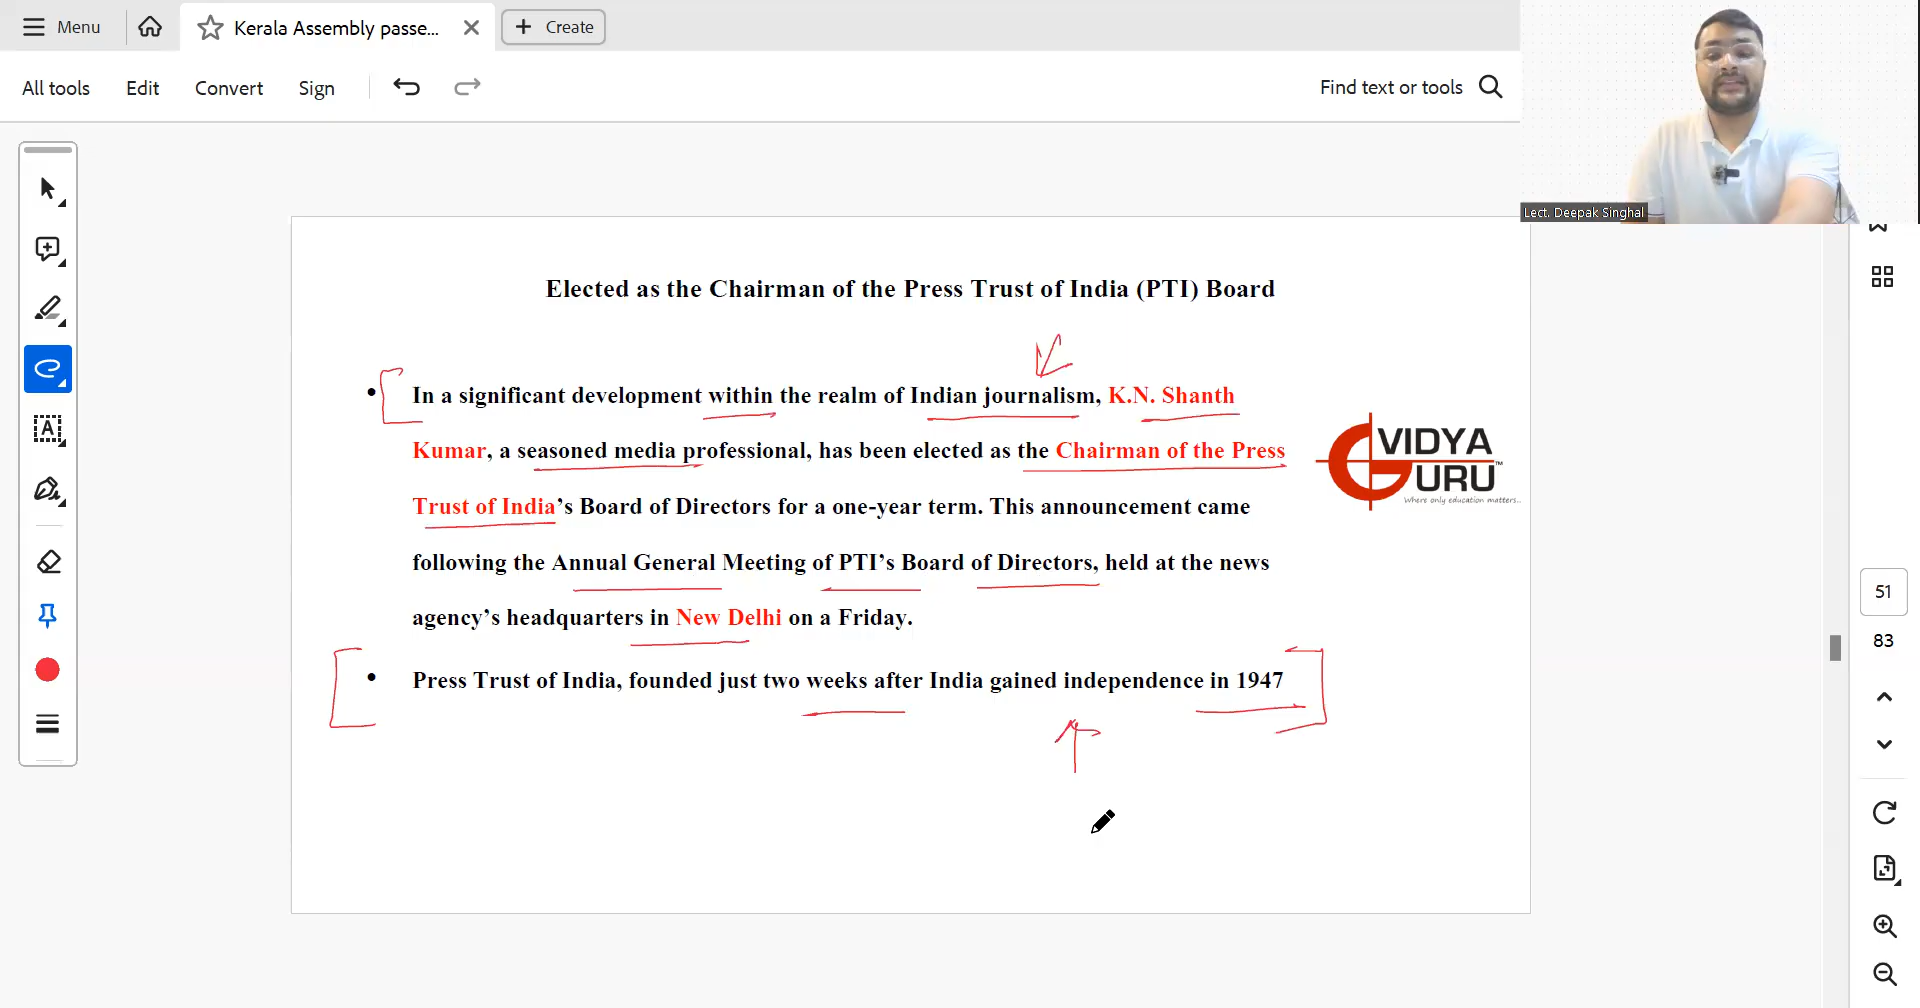 Menu
Kerala Assembly passe...
Create
All tools
Edit
Convert
Sign
Find text or tools
Lect. Deepak Singhal
Elected as the Chairman of the Press Trust of India (PTI) Board
• In a significant development within the realm of Indian journalism, K.N. Shanth
Kumar, a seasoned media professional, has been elected as the Chairman of the Press
Trust of India’s Board of Directors for a one-year term. This announcement came
following the Annual General Meeting of PTI’s Board of Directors, held at the news
agency’s headquarters in New Delhi on a Friday.
• Press Trust of India, founded just two weeks after India gained independence in 1947
VIDYA
GURU™
Where only education matters..
51
83